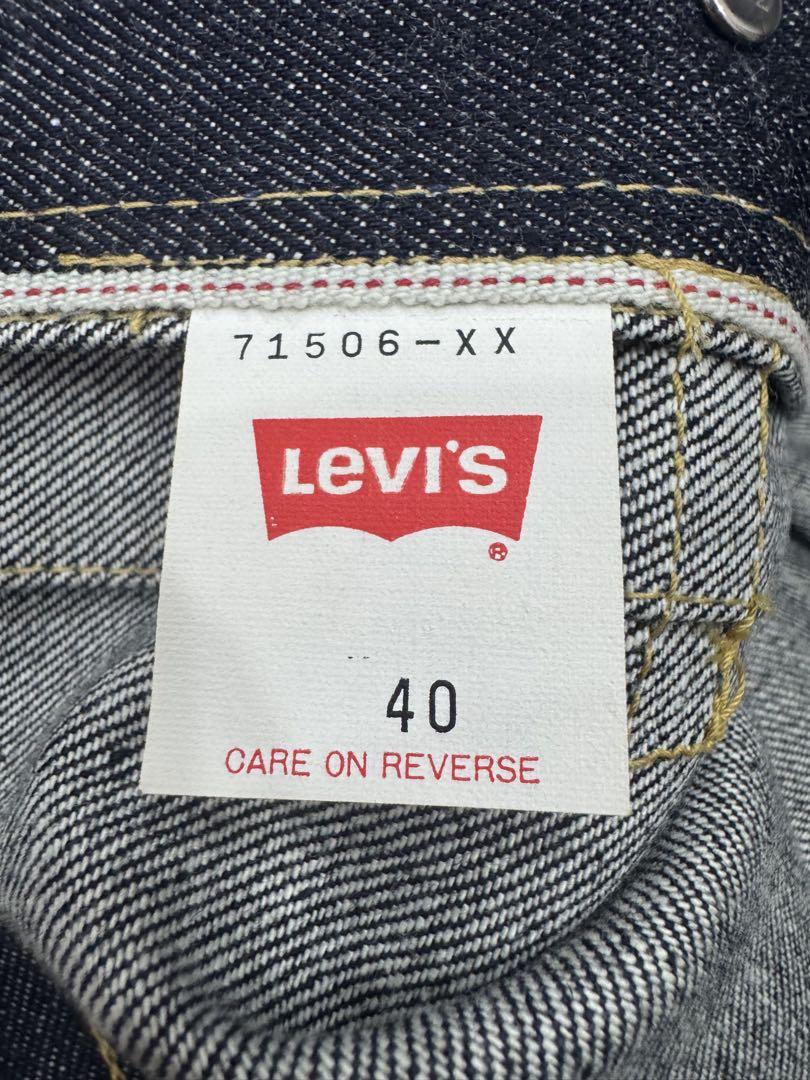 71506-XX
LEVI'S
®
40
CARE ON REVERSE